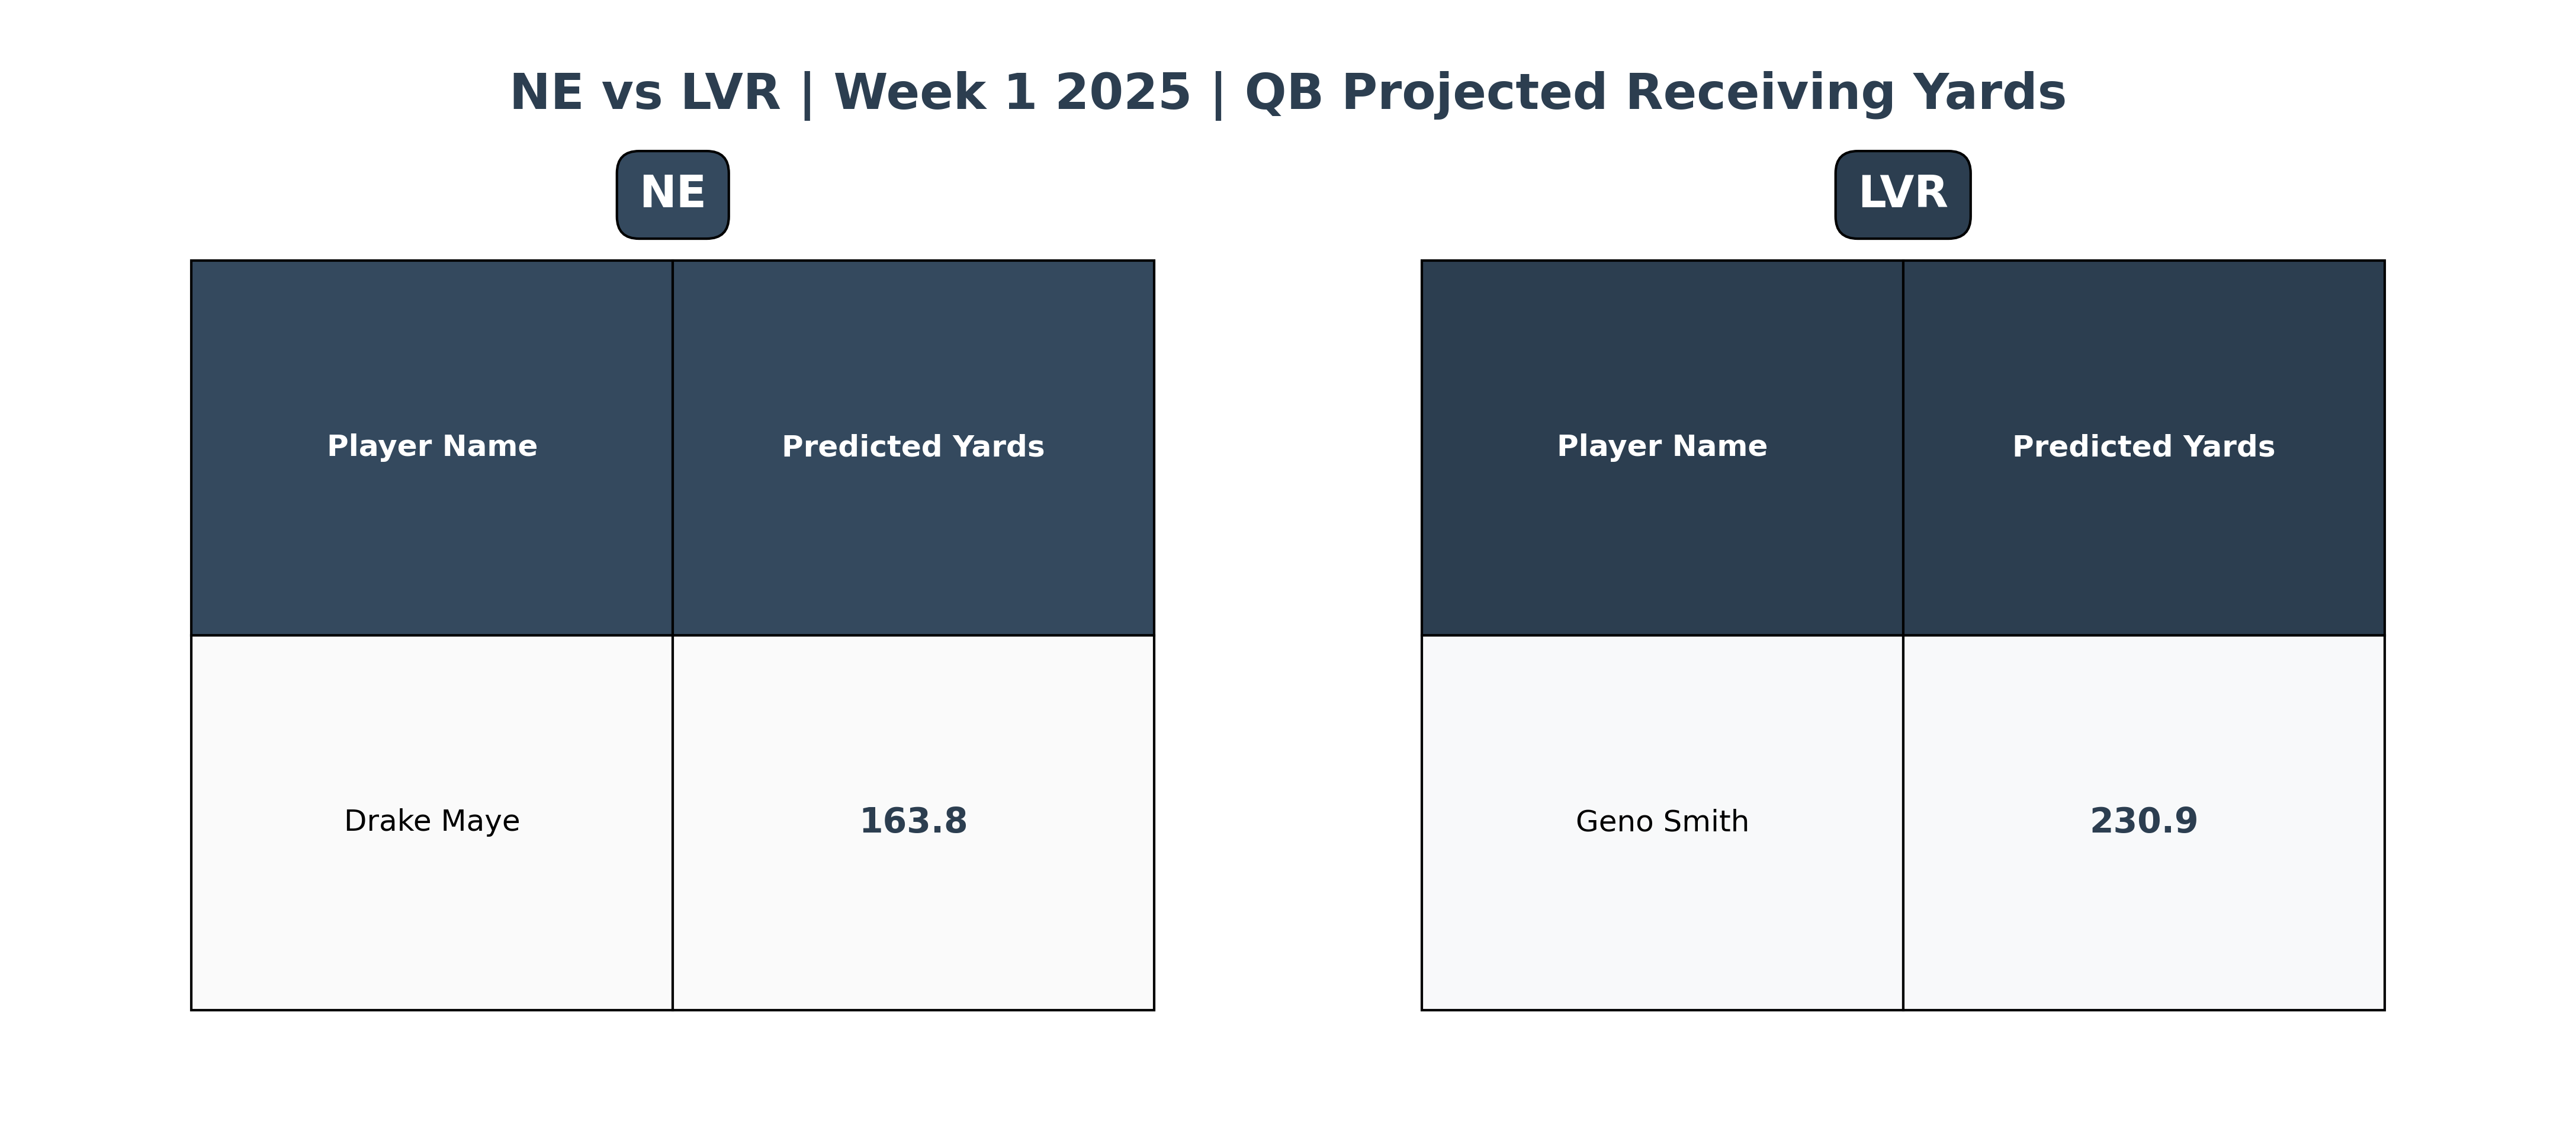 NE vs LVR | Week 1 2025 | QB Projected Receiving Yards
NE
Player Name Predicted Yards
Drake Maye 163.8
LVR
Player Name Predicted Yards
Geno Smith 230.9